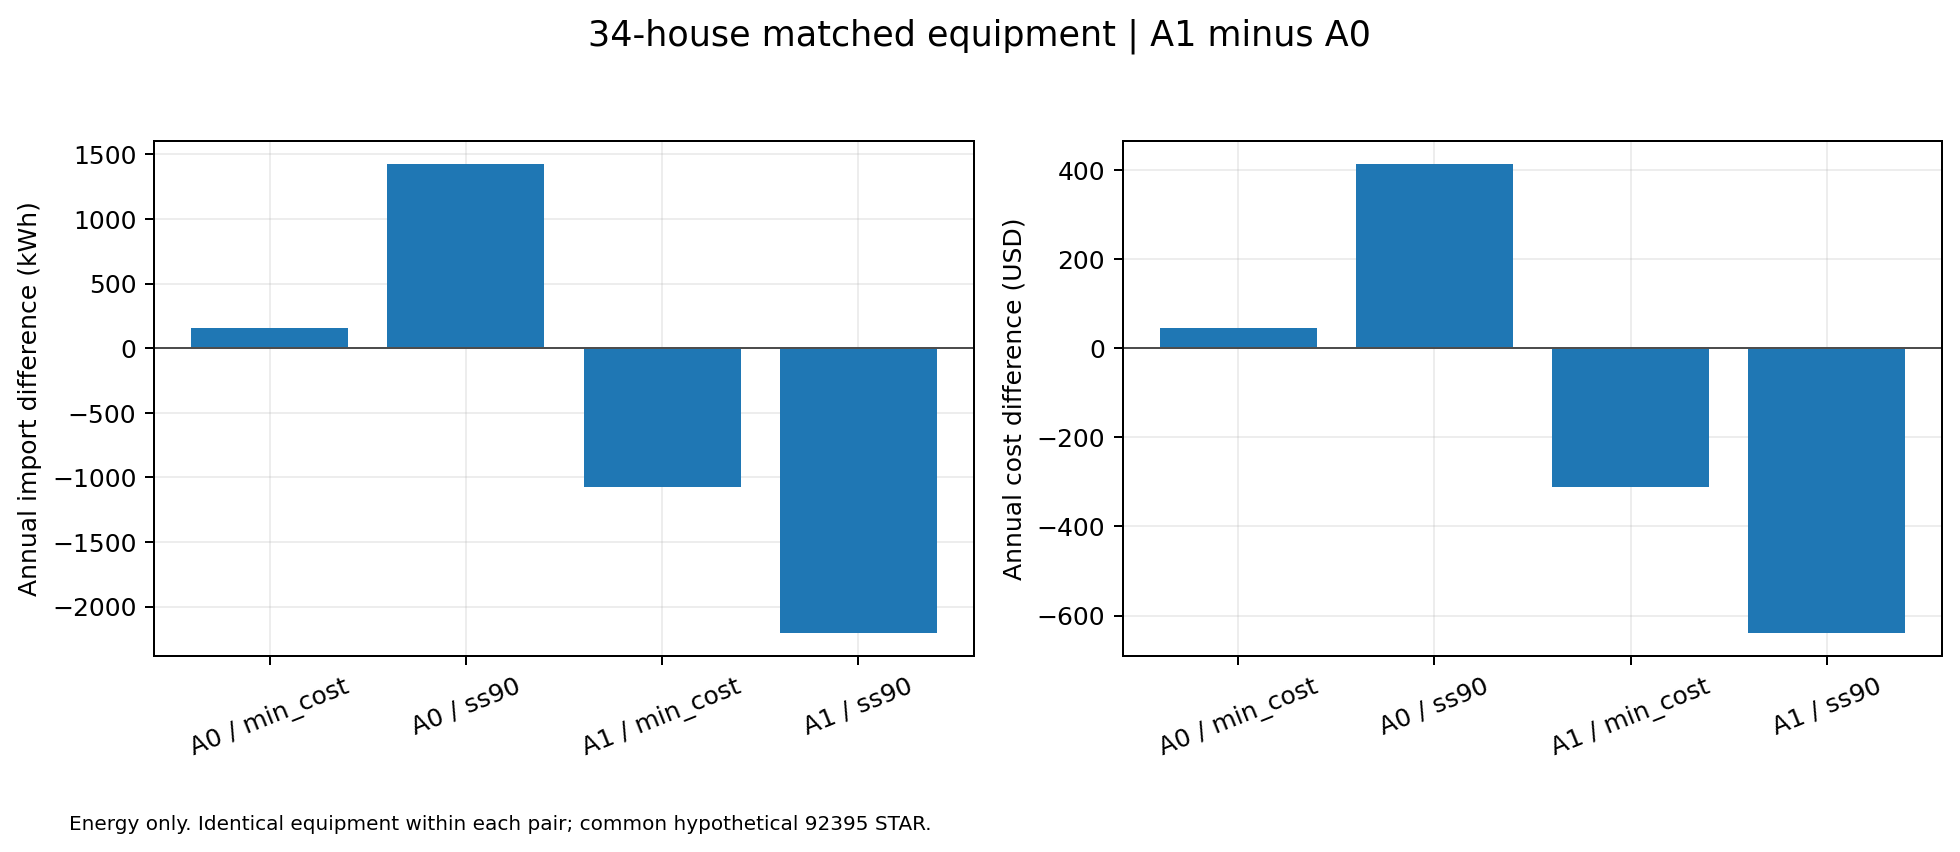 34-house matched equipment | A1 minus A0
Annual import difference (kWh)
1500
1000
500
0
−500
−1000
−1500
−2000
A0 / min_cost
A0 / ss90
A1 / min_cost
A1 / ss90
Annual cost difference (USD)
400
200
0
−200
−400
−600
A0 / min_cost
A0 / ss90
A1 / min_cost
A1 / ss90
Energy only. Identical equipment within each pair; common hypothetical 92395 STAR.